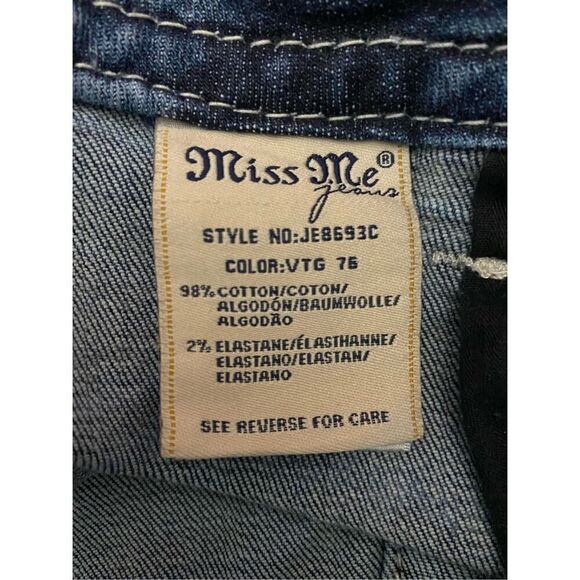 Miss Me®
jeans
STYLE NO:JE8693C
COLOR:VTG 76
98% COTTON/COTON/
ALGODÓN/BAUMWOLLE/
ALGODÃO
2% ELASTANE/ÉLASTHANNE/
ELASTANO/ELASTAN/
ELASTANO
SEE REVERSE FOR CARE